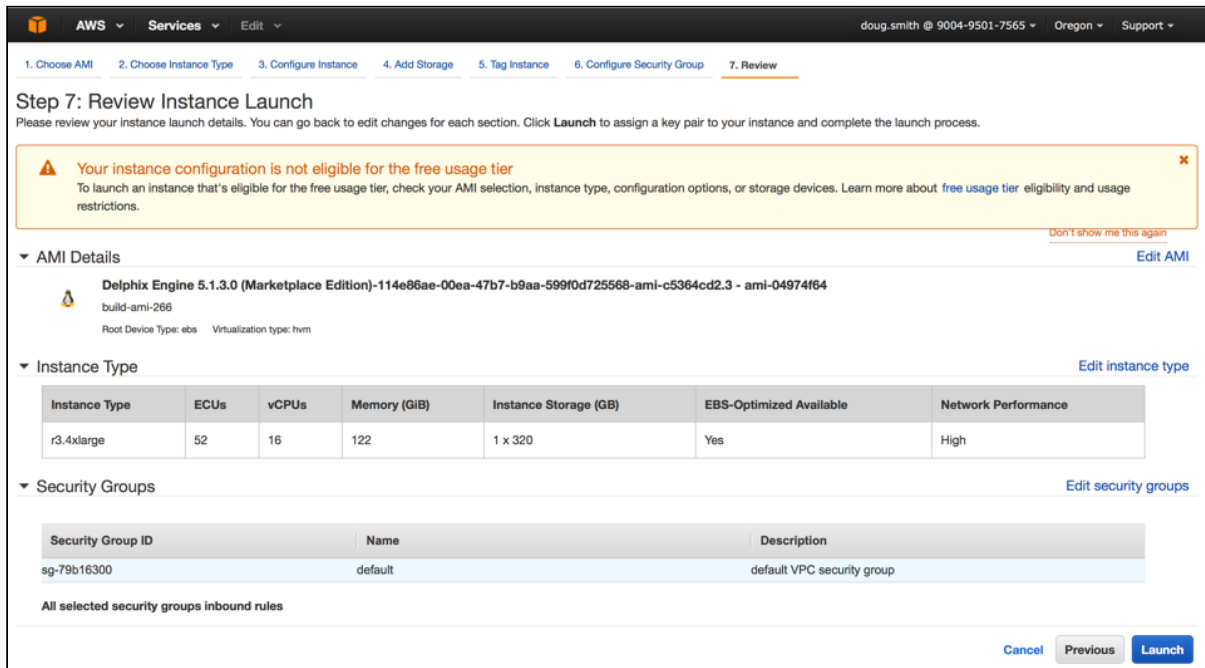 AWS Services Edit doug.smith @ 9004-9501-7565 Oregon Support
1. Choose AMI 2. Choose Instance Type 3. Configure Instance 4. Add Storage 5. Tag Instance 6. Configure Security Group 7. Review
Step 7: Review Instance Launch
Please review your instance launch details. You can go back to edit changes for each section. Click Launch to assign a key pair to your instance and complete the launch process.
Your instance configuration is not eligible for the free usage tier
To launch an instance that's eligible for the free usage tier, check your AMI selection, instance type, configuration options, or storage devices. Learn more about free usage tier eligibility and usage
restrictions.
Don't show me this again
AMI Details Edit AMI
Delphix Engine 5.1.3.0 (Marketplace Edition)-114e86ae-00ea-47b7-b9aa-599f0d725568-ami-c5364cd2.3 - ami-04974f64
build-ami-266
Root Device Type: ebs Virtualization type: hvm
Instance Type Edit instance type
Instance Type ECUs vCPUs Memory (GiB) Instance Storage (GB) EBS-Optimized Available Network Performance
r3.4xlarge 52 16 122 1 x 320 Yes High
Security Groups Edit security groups
Security Group ID Name Description
sg-79b16300 default default VPC security group
All selected security groups inbound rules
Cancel Previous Launch